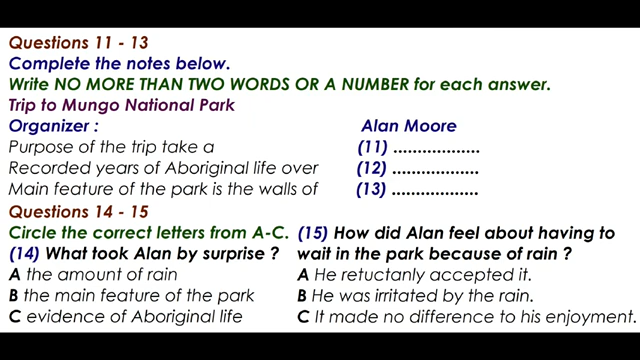 Questions 11 - 13
Complete the notes below.
Write NO MORE THAN TWO WORDS OR A NUMBER for each answer.
Trip to Mungo National Park
Organizer : Alan Moore
Purpose of the trip take a (11) ..................
Recorded years of Aboriginal life over (12) ..................
Main feature of the park is the walls of (13) ..................
Questions 14 - 15
Circle the correct letters from A-C.
(14) What took Alan by surprise ?
A the amount of rain
B the main feature of the park
C evidence of Aboriginal life
(15) How did Alan feel about having to
wait in the park because of rain ?
A He retuctanly accepted it.
B He was irritated by the rain.
C It made no difference to his enjoyment.